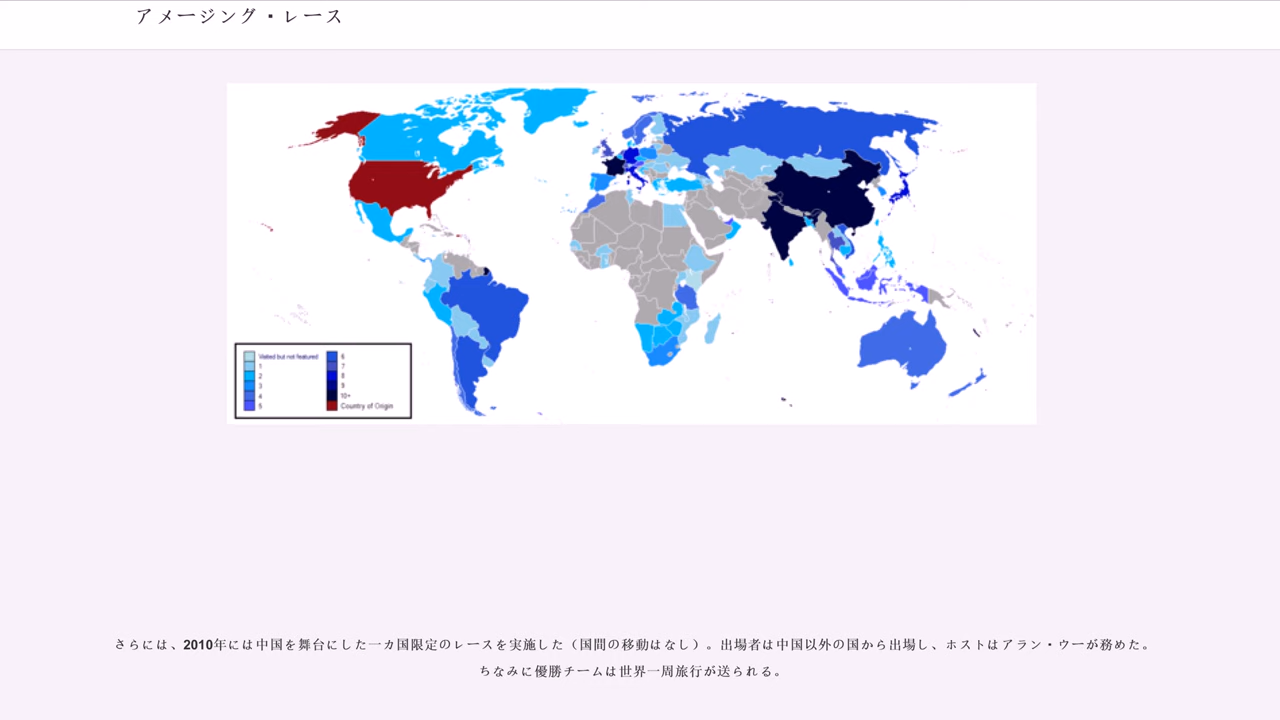 アメージング・レース
Visited but not featured
1
2
3
4
5
6
7
8
9
10+
Country of Origin
さらには、2010年には中国を舞台にした一カ国限定のレースを実施した（国間の移動はなし）。出場者は中国以外の国から出場し、ホストはアラン・ウーが務めた。
ちなみに優勝チームは世界一周旅行が送られる。